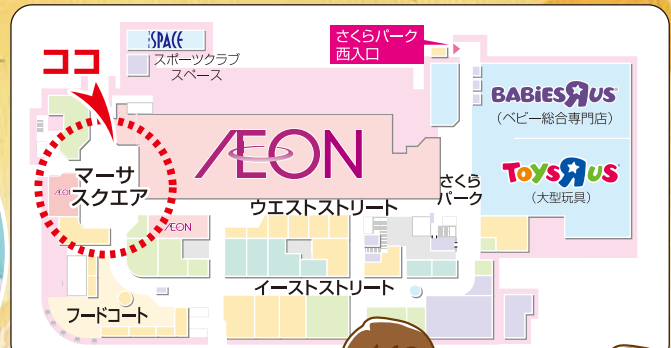 SPACE
スポーツクラブ
スペース
さくらパーク
西入口
ココ
BABIES"R"US
(ベビー総合専門店)
AEON
マーサ
スクエア
AEON
TOYS"R"US
(大型玩具)
さくら
パーク
ウエストストリート
AEON
イーストストリート
フードコート